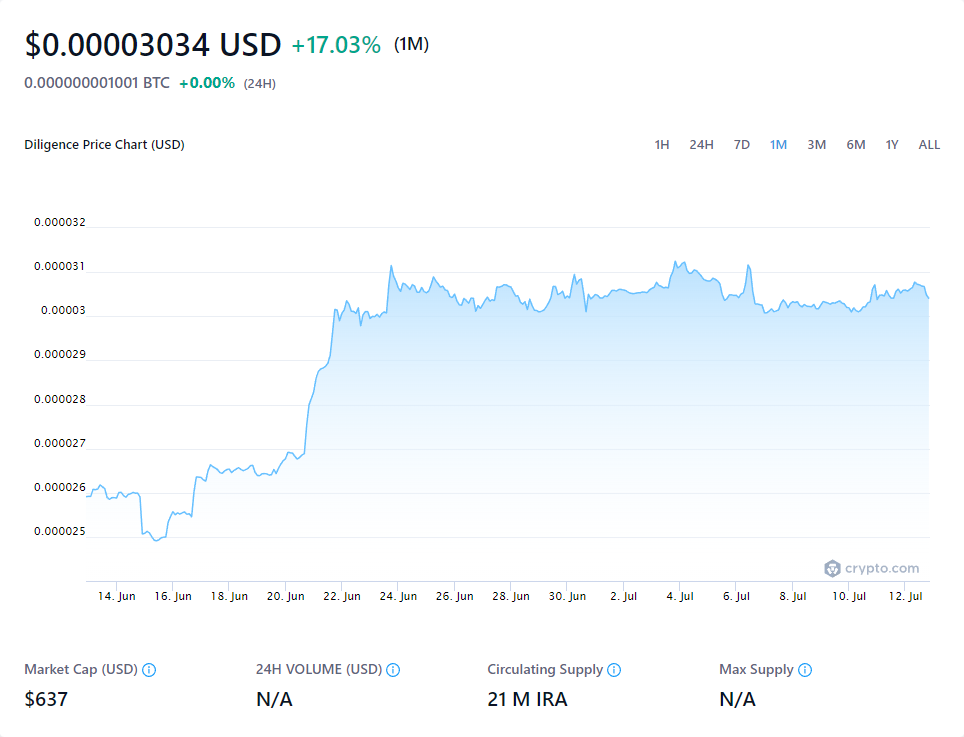 $0.00003034 USD +17.03% (1M)
0.000000001001 BTC +0.00% (24H)
Diligence Price Chart (USD) 1H 24H 7D 1M 3M 6M 1Y ALL
0.000032
0.000031
0.00003
0.000029
0.000028
0.000027
0.000026
0.000025
crypto.com
14. Jun 16. Jun 18. Jun 20. Jun 22. Jun 24. Jun 26. Jun 28. Jun 30. Jun 2. Jul 4. Jul 6. Jul 8. Jul 10. Jul 12. Jul
Market Cap (USD) 24H VOLUME (USD) Circulating Supply Max Supply
$637 N/A 21 M IRA N/A